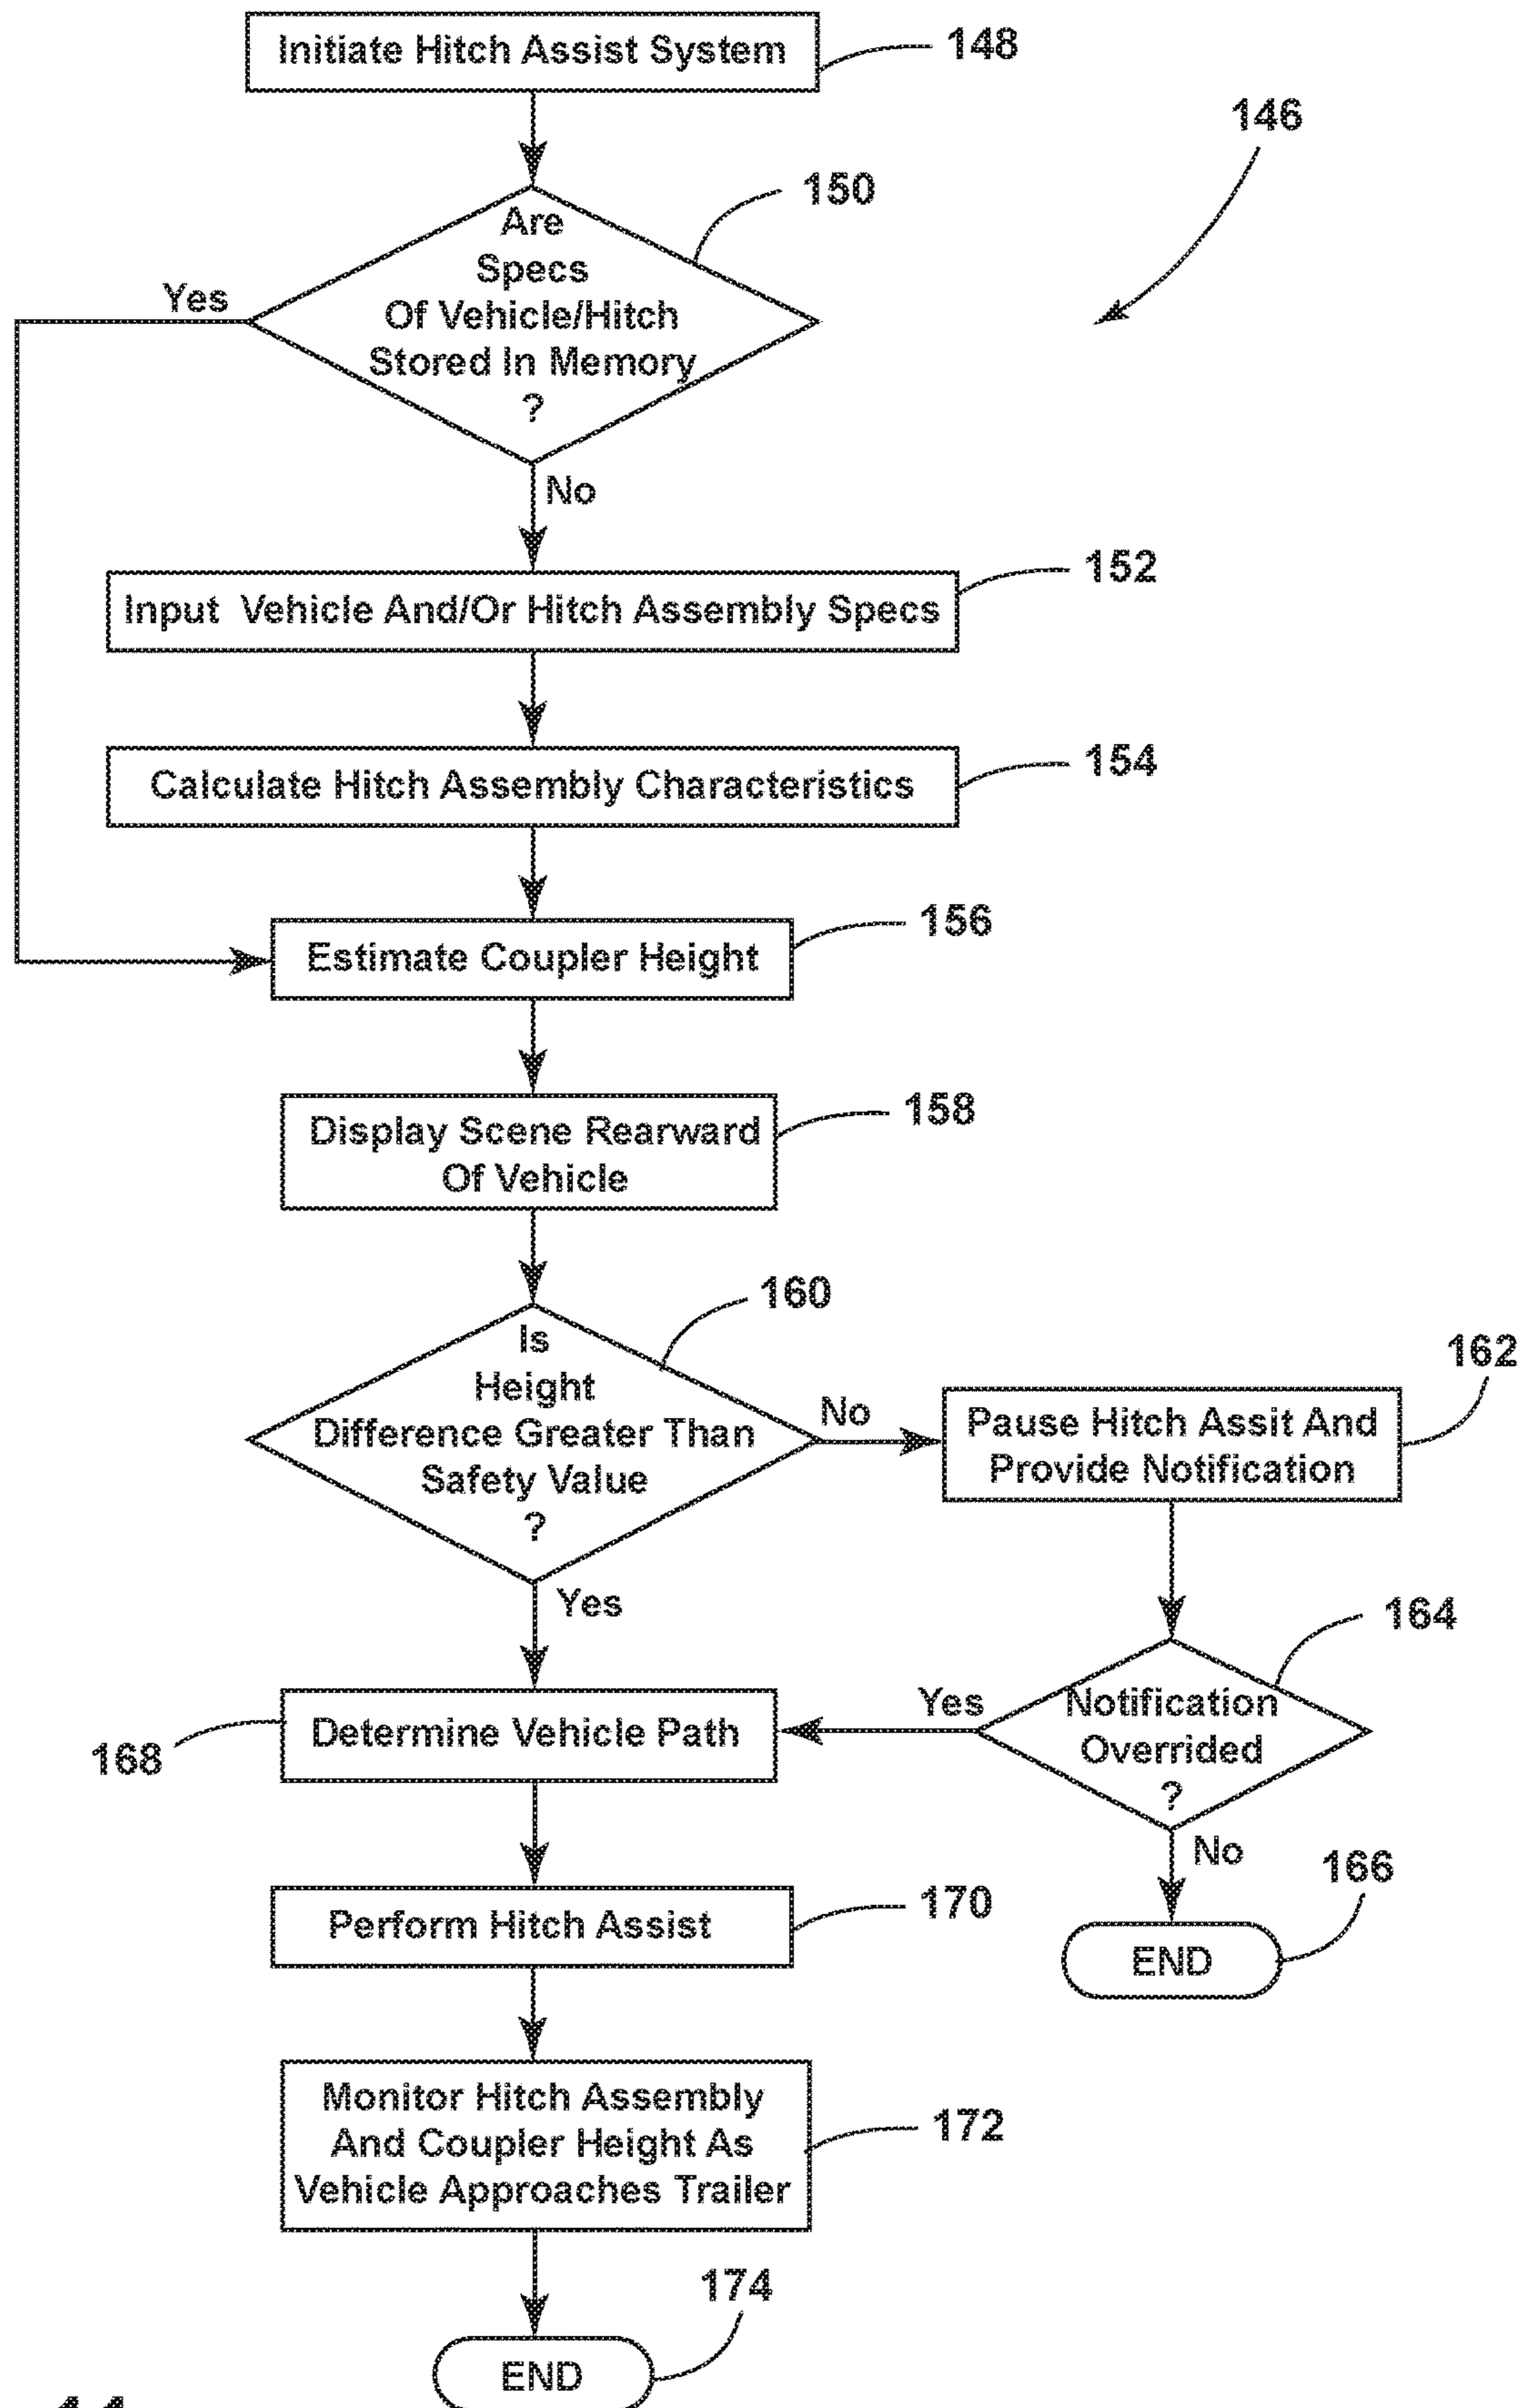 Initiate Hitch Assist System
148
146
150
Are
Specs
Of Vehicle/Hitch
Stored In Memory
?
Yes
No
152
Input Vehicle And/Or Hitch Assembly Specs
154
Calculate Hitch Assembly Characteristics
156
Estimate Coupler Height
158
Display Scene Rearward
Of Vehicle
160
Is
Height
Difference Greater Than
Safety Value
?
No
162
Pause Hitch Assit And
Provide Notification
Yes
164
Notification
Overrided
?
Yes
168
Determine Vehicle Path
No
166
END
170
Perform Hitch Assist
172
Monitor Hitch Assembly
And Coupler Height As
Vehicle Approaches Trailer
174
END